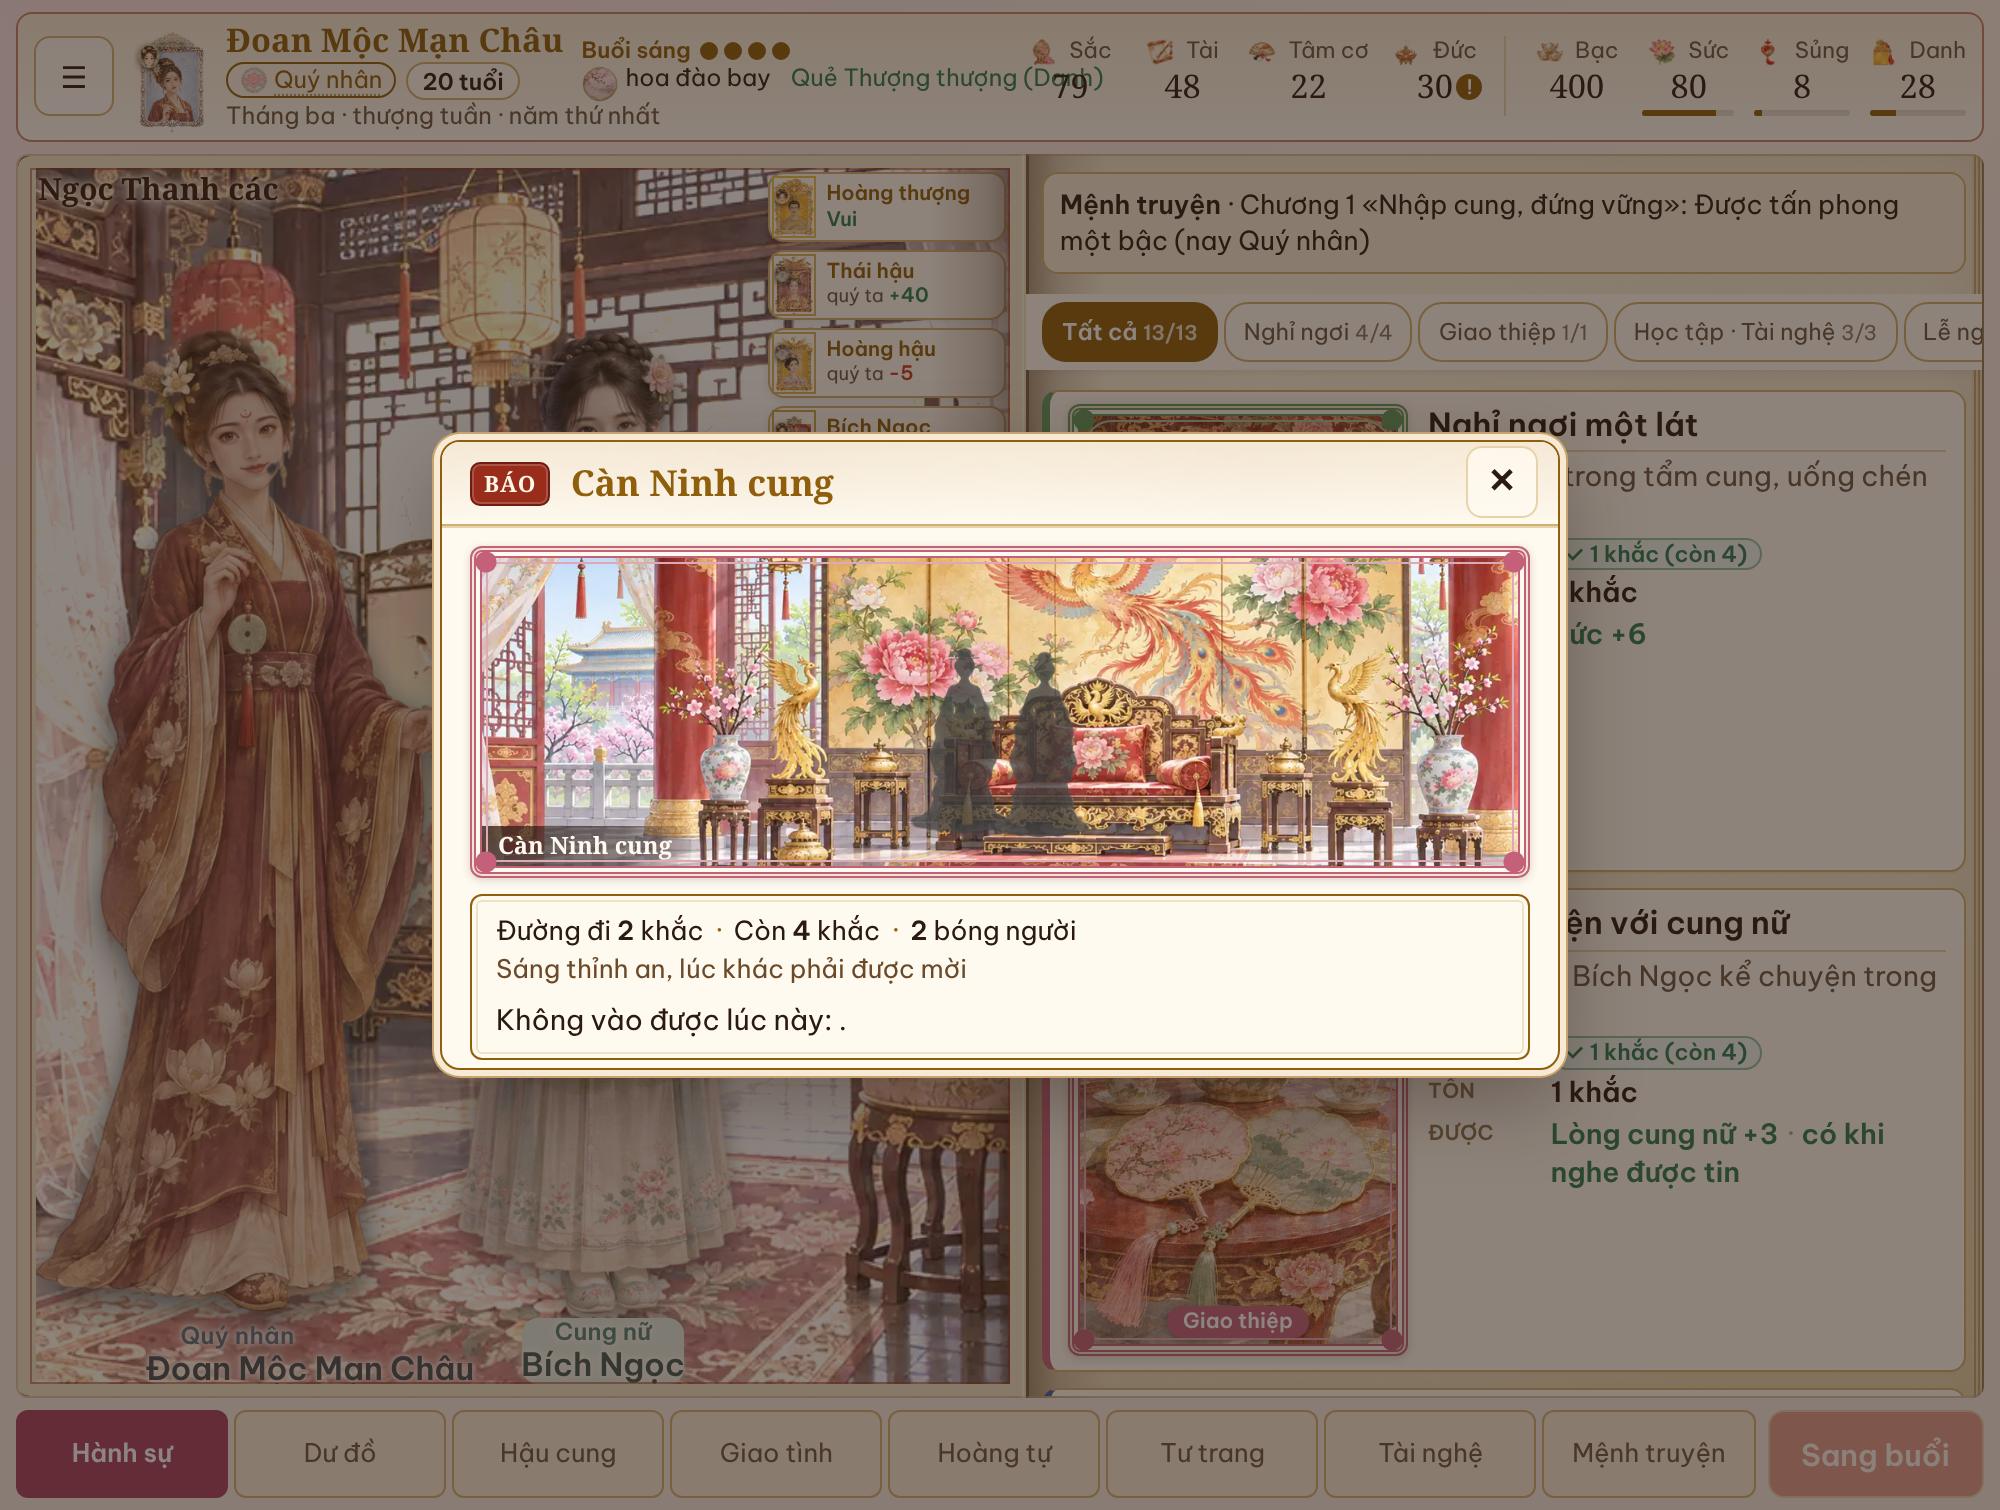 ☰
Đoan Mộc Mạn Châu
Quý nhân
20 tuổi
Tháng ba · thượng tuần · năm thứ nhất
Buổi sáng
hoa đào bay
Quẻ Thượng thượng (Danh)
Sắc
79
Tài
48
Tâm cơ
22
Đức
30
!
Bạc
400
Sức
80
Sủng
8
Danh
28
Ngọc Thanh các
Hoàng thượng
Vui
Thái hậu
quý ta +40
Hoàng hậu
quý ta -5
Bích Ngọc
Mệnh truyện · Chương 1 «Nhập cung, đứng vững»: Được tấn phong
một bậc (nay Quý nhân)
Tất cả 13/13
Nghỉ ngơi 4/4
Giao thiệp 1/1
Học tập · Tài nghệ 3/3
Lễ ng
Nghỉ ngơi một lát
trong tẩm cung, uống chén
✓ 1 khắc (còn 4)
khắc
ức +6
BÁO
Càn Ninh cung
✕
Càn Ninh cung
Đường đi 2 khắc · Còn 4 khắc · 2 bóng người
Sáng thỉnh an, lúc khác phải được mời
Không vào được lúc này: .
ện với cung nữ
Bích Ngọc kể chuyện trong
✓ 1 khắc (còn 4)
TỐN
1 khắc
ĐƯỢC
Lòng cung nữ +3 · có khi
nghe được tin
Giao thiệp
Quý nhân
Đoan Mộc Mạn Châu
Cung nữ
Bích Ngọc
Hành sự
Dư đồ
Hậu cung
Giao tình
Hoàng tự
Tư trang
Tài nghệ
Mệnh truyện
Sang buổi